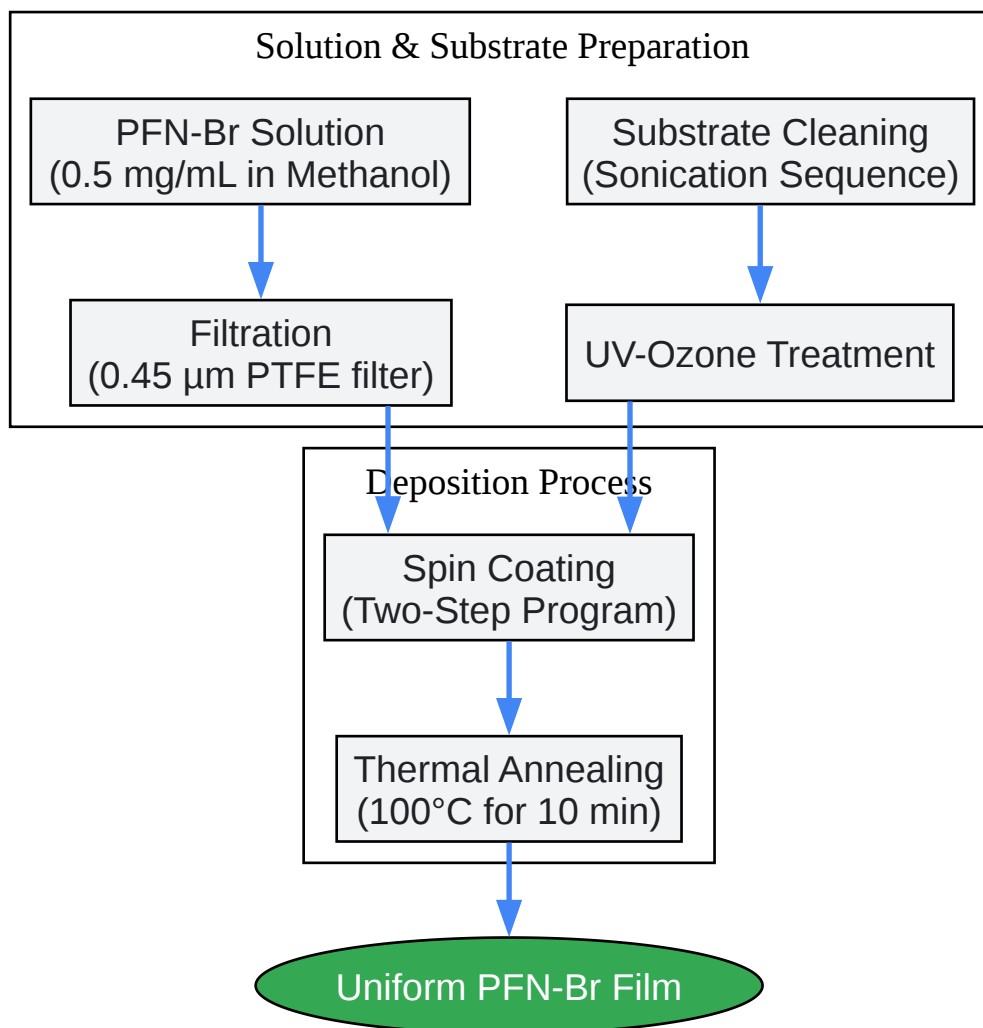 Solution & Substrate Preparation
PFN-Br Solution
(0.5 mg/mL in Methanol)
Substrate Cleaning
(Sonication Sequence)
Filtration
(0.45 µm PTFE filter)
UV-Ozone Treatment
Deposition Process
Spin Coating
(Two-Step Program)
Thermal Annealing
(100°C for 10 min)
Uniform PFN-Br Film